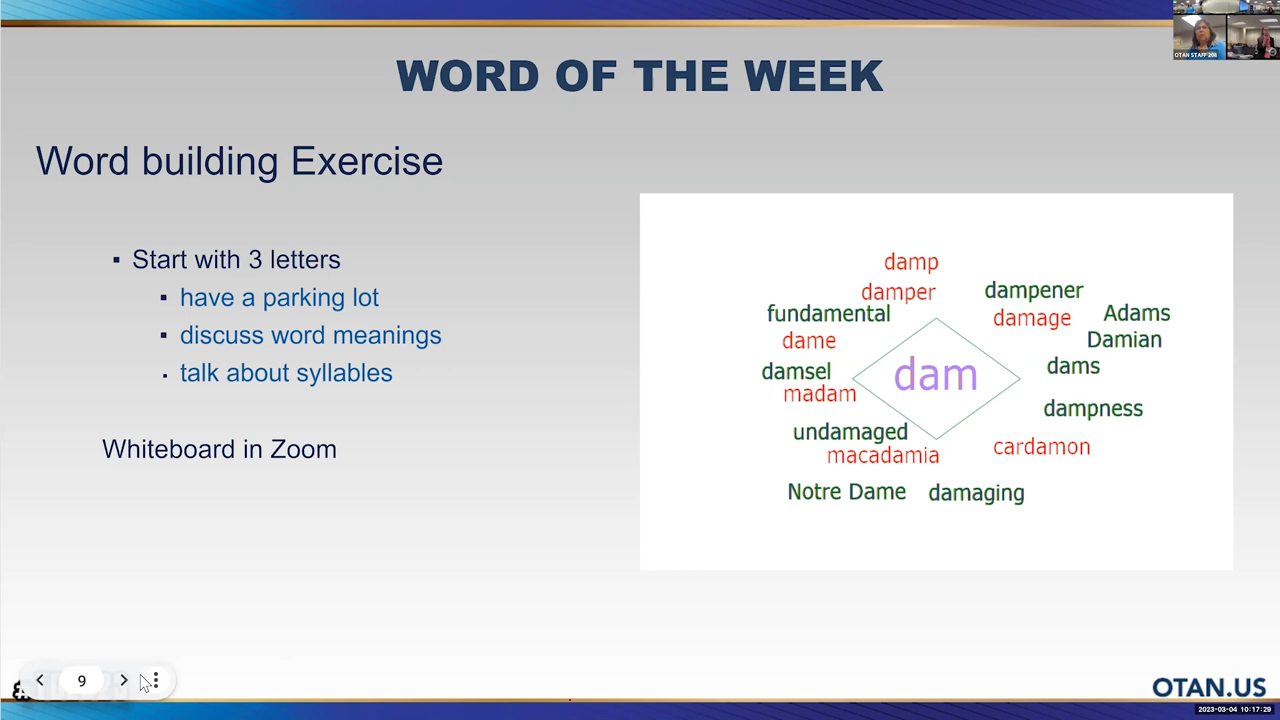 OTAN STAFF 208
WORD OF THE WEEK
Word building Exercise
▪ Start with 3 letters
▪ have a parking lot
▪ discuss word meanings
▪ talk about syllables
Whiteboard in Zoom
damp
damper
dampener
fundamental
damage
Adams
dame
Damian
damsel
dam
dams
madam
dampness
undamaged
cardamon
macadamia
Notre Dame
damaging
9
OTAN.US
2023-03-04 10:17:29